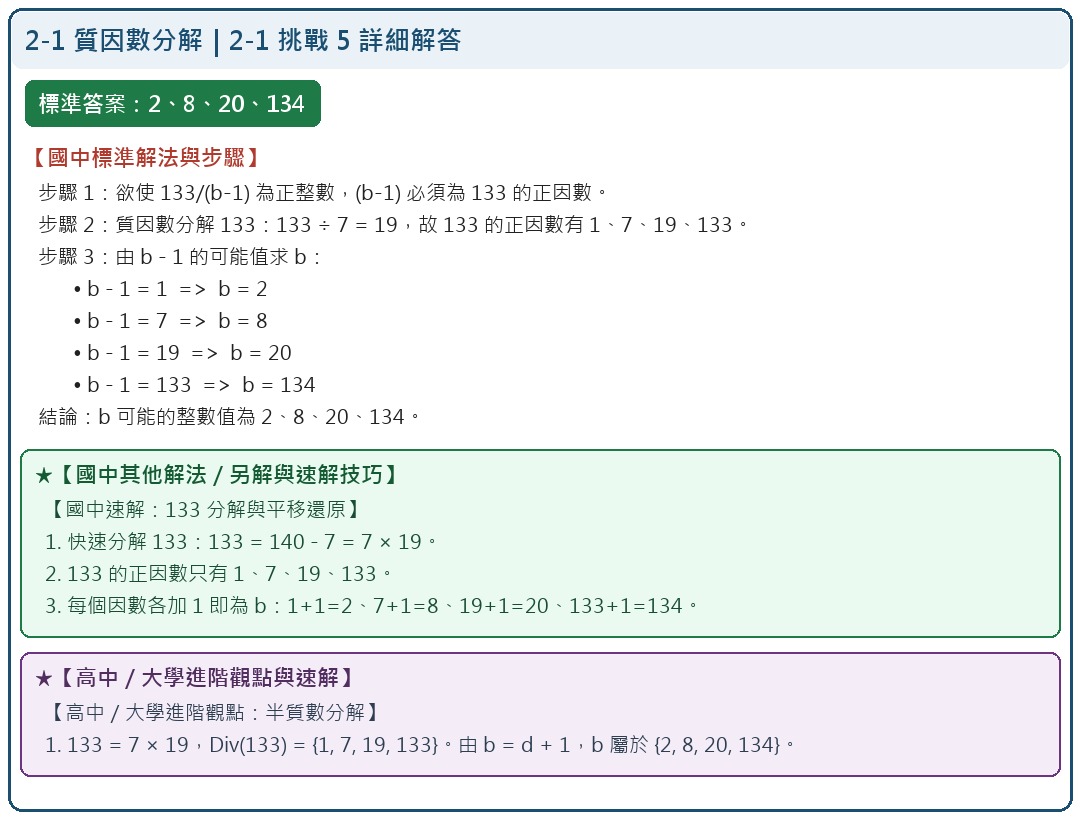 2-1 質因數分解 | 2-1 挑戰 5 詳細解答
標準答案：2、8、20、134
【國中標準解法與步驟】
步驟 1：欲使 133/(b-1) 為正整數，(b-1) 必須為 133 的正因數。
步驟 2：質因數分解 133：133 ÷ 7 = 19，故 133 的正因數有 1、7、19、133。
步驟 3：由 b - 1 的可能值求 b：
• b - 1 = 1 => b = 2
• b - 1 = 7 => b = 8
• b - 1 = 19 => b = 20
• b - 1 = 133 => b = 134
結論：b 可能的整數值為 2、8、20、134。
★【國中其他解法 / 另解與速解技巧】
【國中速解：133 分解與平移還原】
1. 快速分解 133：133 = 140 - 7 = 7 × 19。
2. 133 的正因數只有 1、7、19、133。
3. 每個因數各加 1 即為 b：1+1=2、7+1=8、19+1=20、133+1=134。
★【高中 / 大學進階觀點與速解】
【高中 / 大學進階觀點：半質數分解】
1. 133 = 7 × 19，Div(133) = {1, 7, 19, 133}。由 b = d + 1，b 屬於 {2, 8, 20, 134}。